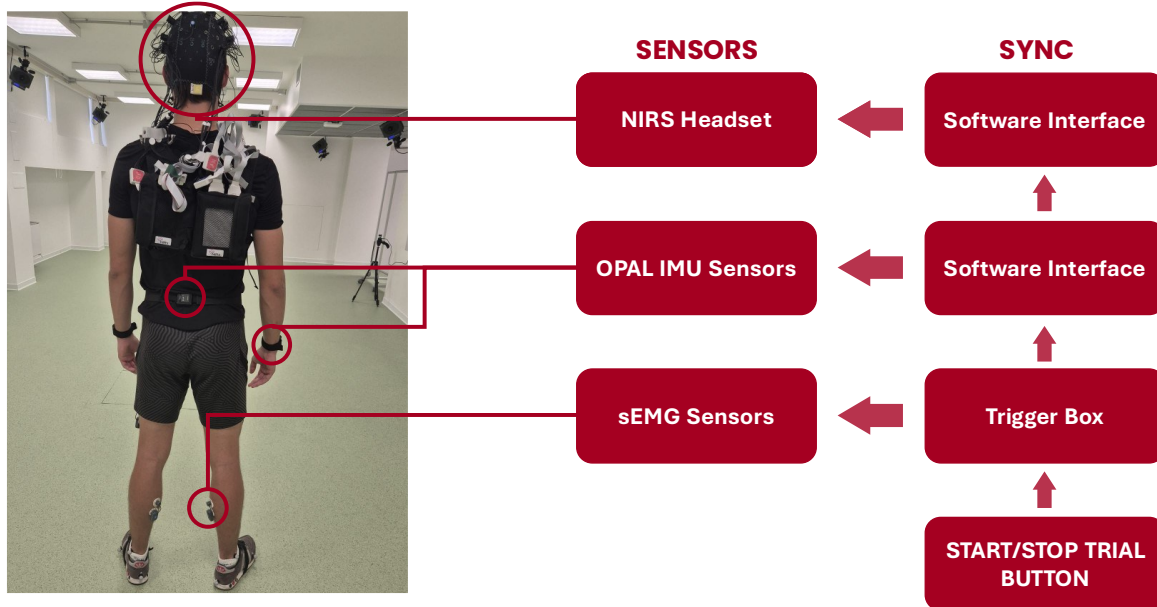 SENSORS
SYNC
NIRS Headset
Software Interface
OPAL IMU Sensors
Software Interface
sEMG Sensors
Trigger Box
START/STOP TRIAL
BUTTON